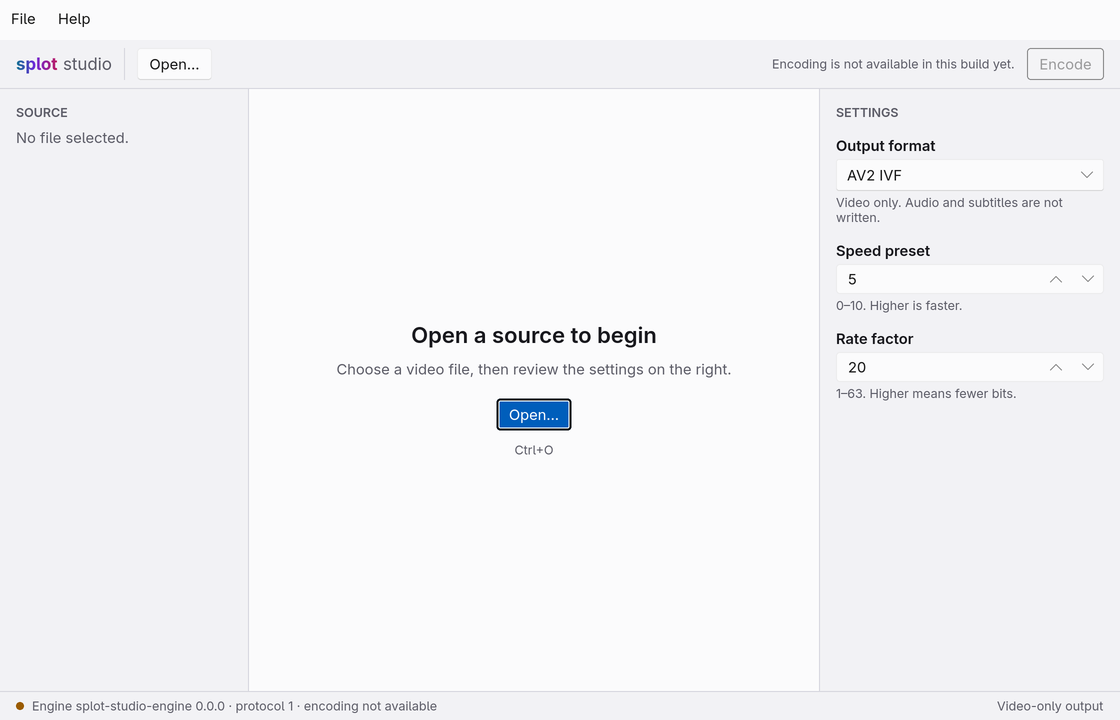 File Help
splot studio Open... Encoding is not available in this build yet. Encode
SOURCE
No file selected.
Open a source to begin
Choose a video file, then review the settings on the right.
Open...
Ctrl+O
SETTINGS
Output format
AV2 IVF
Video only. Audio and subtitles are not
written.
Speed preset
5
0–10. Higher is faster.
Rate factor
20
1–63. Higher means fewer bits.
Engine splot-studio-engine 0.0.0 · protocol 1 · encoding not available Video-only output